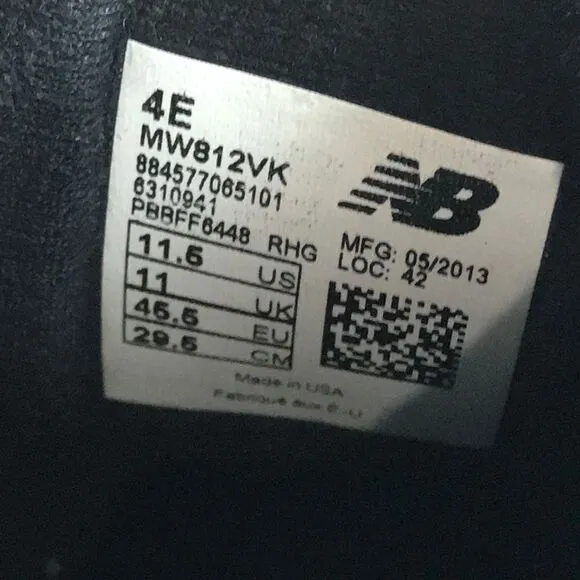 4E
MW812VK
884577065101
6310941
PBBFF6448 RHG
11.5 US
11 UK
45.5 EU
29.5 CM
NB
MFG: 05/2013
LOC: 42
Made in USA
Fabriqué aux É.-U